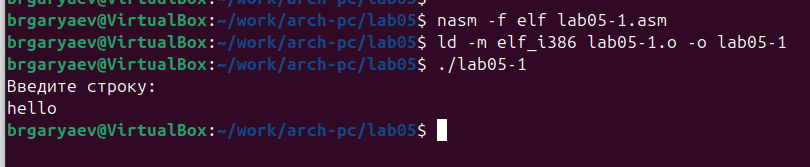 brgaryaev@VirtualBox:~/work/arch-pc/lab05$ nasm -f elf lab05-1.asm
brgaryaev@VirtualBox:~/work/arch-pc/lab05$ ld -m elf_i386 lab05-1.o -o lab05-1
brgaryaev@VirtualBox:~/work/arch-pc/lab05$ ./lab05-1
Введите строку:
hello
brgaryaev@VirtualBox:~/work/arch-pc/lab05$